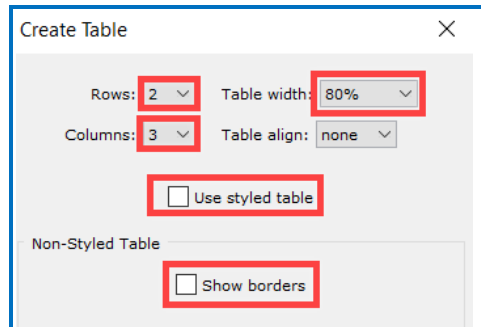 Create Table
Rows: 2 Table width: 80%
Columns: 3 Table align: none
Use styled table
Non-Styled Table
Show borders